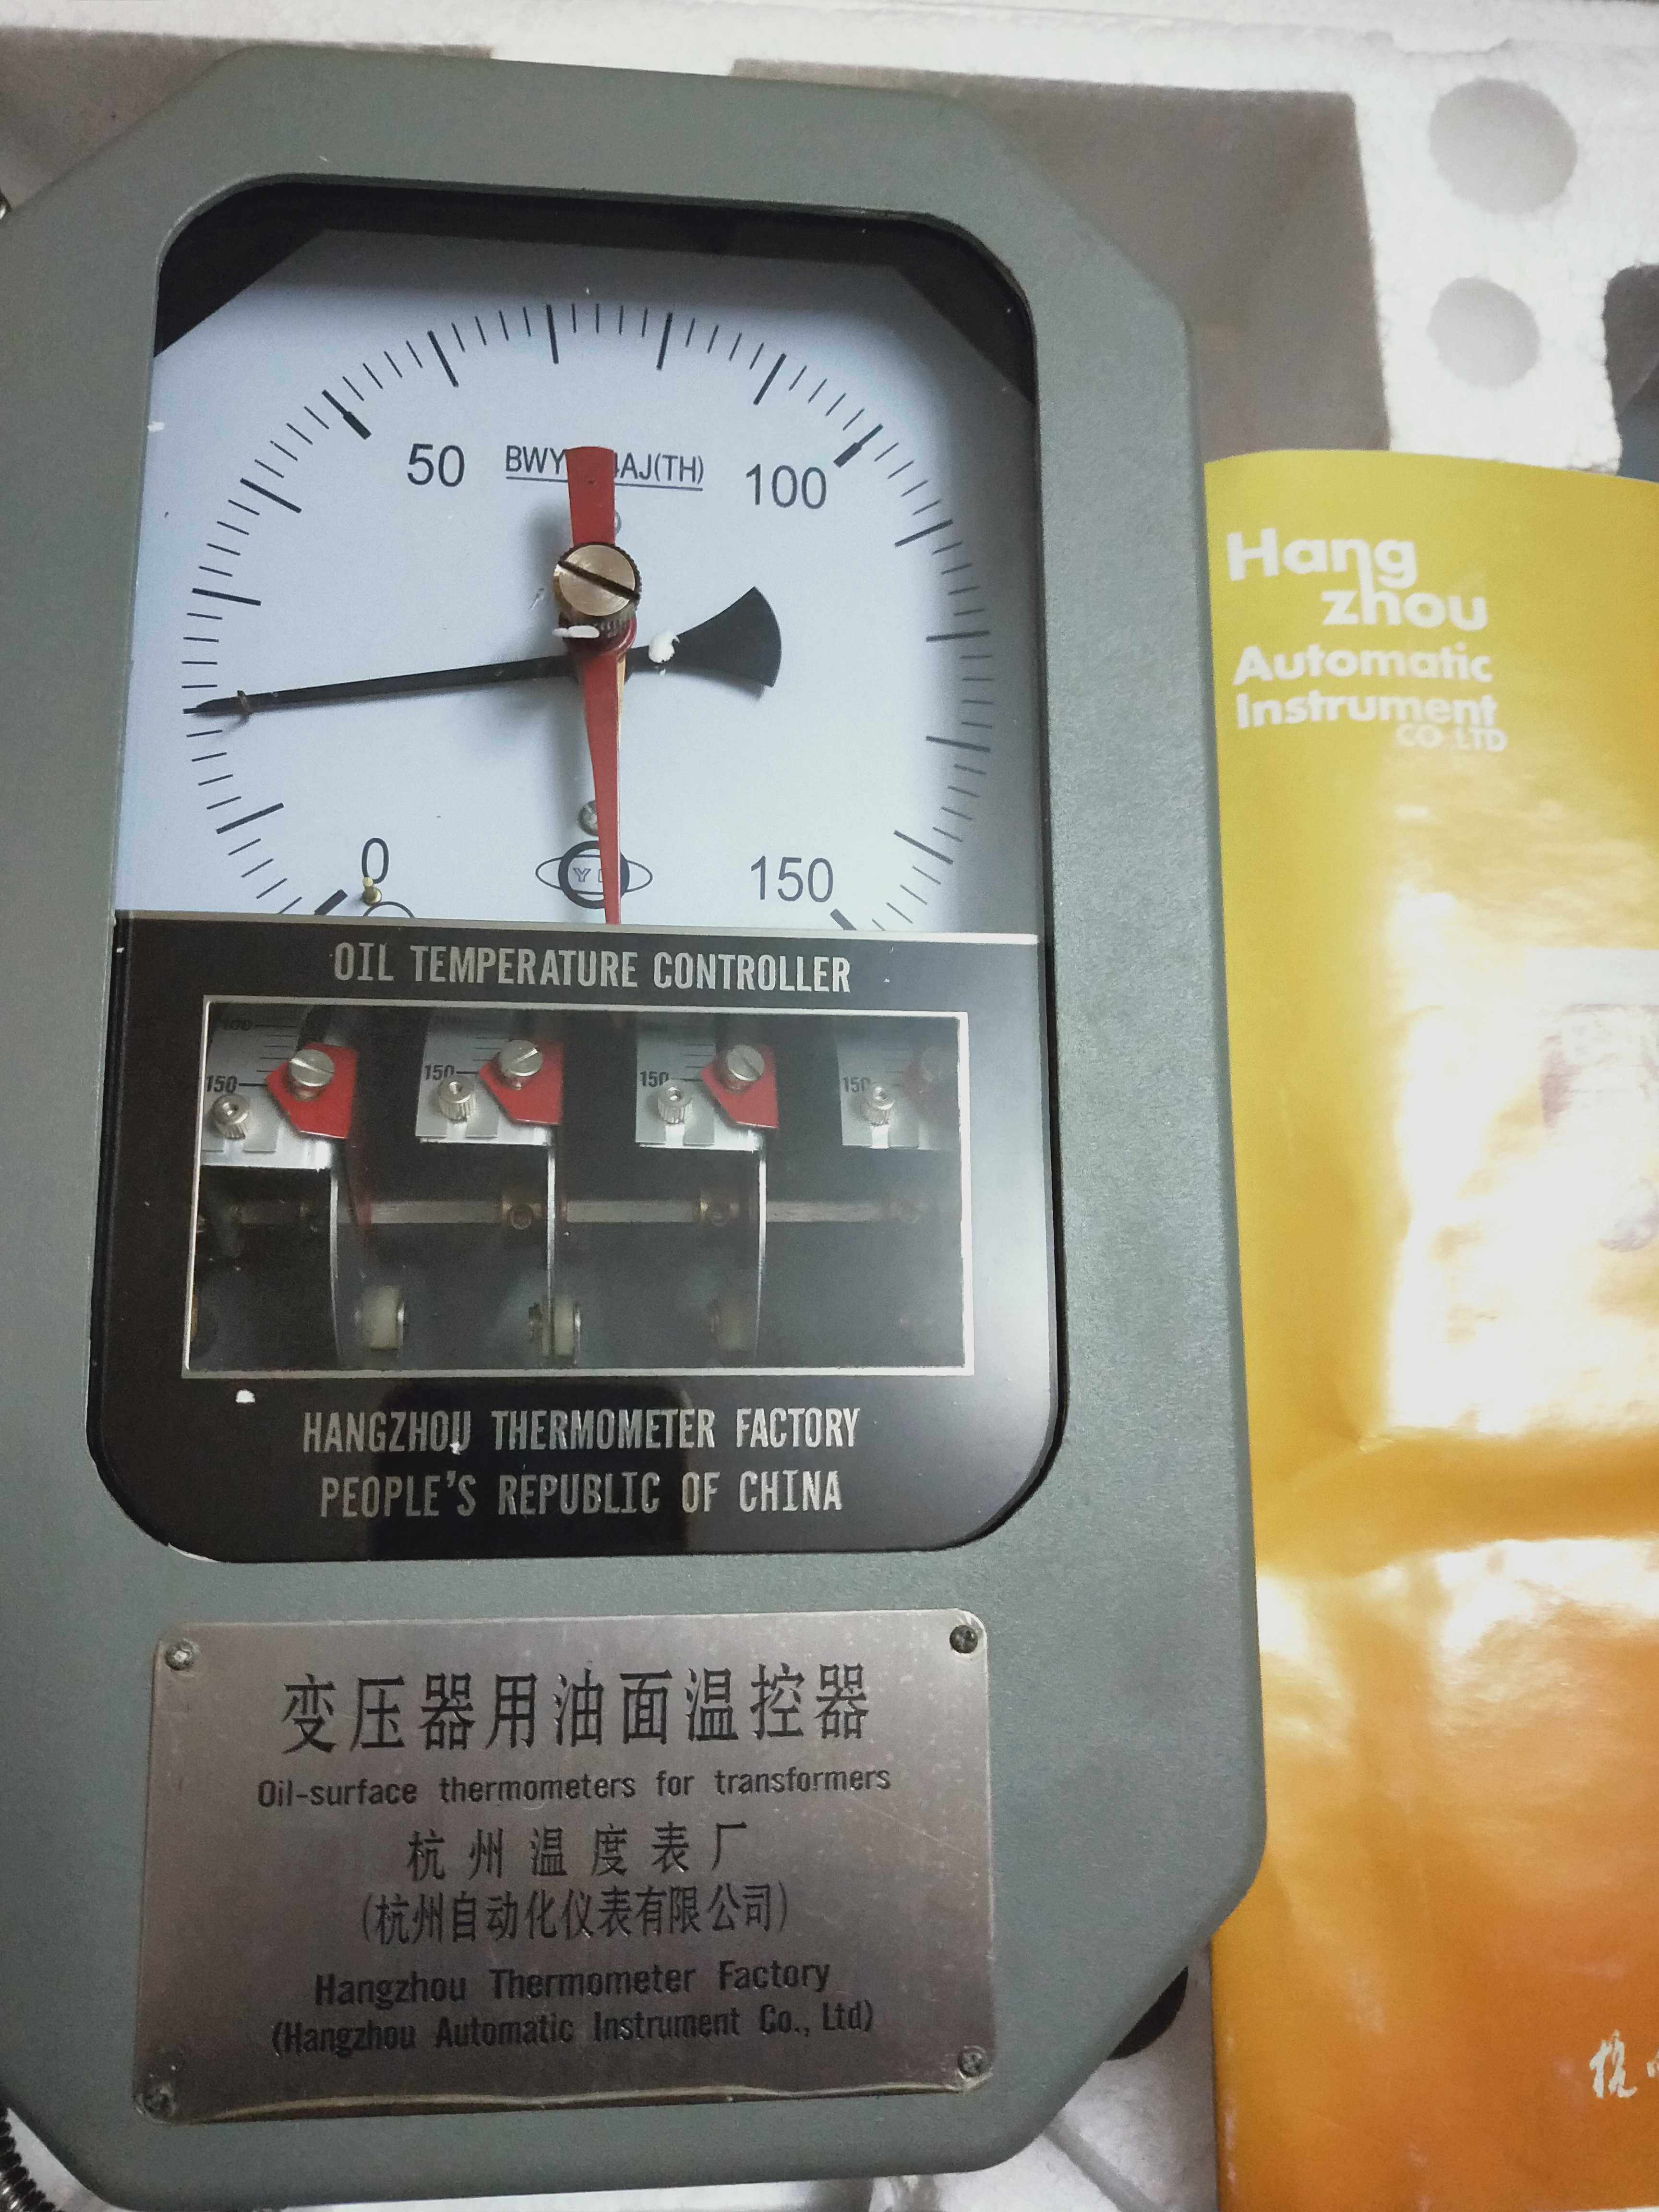 50
BWY
4AJ(TH)
100
0
150
OIL TEMPERATURE CONTROLLER
100
150
150
150
150
HANGZHOU THERMOMETER FACTORY
PEOPLE'S REPUBLIC OF CHINA
变压器用油面温控器
Oil-surface thermometers for transformers
杭州温度表厂
(杭州自动化仪表有限公司)
Hangzhou Thermometer Factory
(Hangzhou Automatic Instrument Co., Ltd)
Hang
zhou
Automatic
Instrument
CO LTD
杭